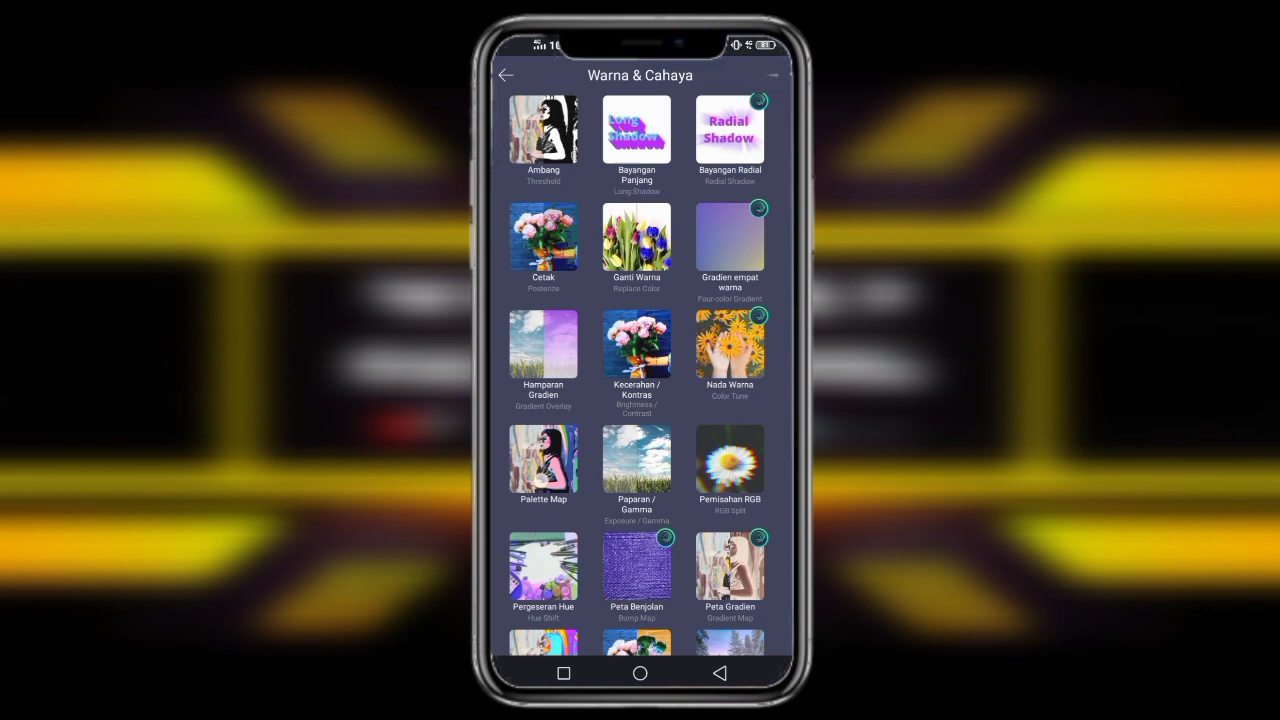 4G
Warna & Cahaya
Long
Shadow
Radial
Shadow
Ambang
Threshold
Bayangan
Panjang
Long Shadow
Bayangan Radial
Radial Shadow
Cetak
Posterize
Ganti Warna
Replace Color
Gradien empat
warna
Four-color Gradient
Hamparan
Gradien
Gradient Overlay
Kecerahan /
Kontras
Brightness /
Contrast
Nada Warna
Color Tune
Palette Map
Paparan /
Gamma
Exposure / Gamma
Pemisahan RGB
RGB Split
Pergeseran Hue
Hue Shift
Peta Benjolan
Bump Map
Peta Gradien
Gradient Map